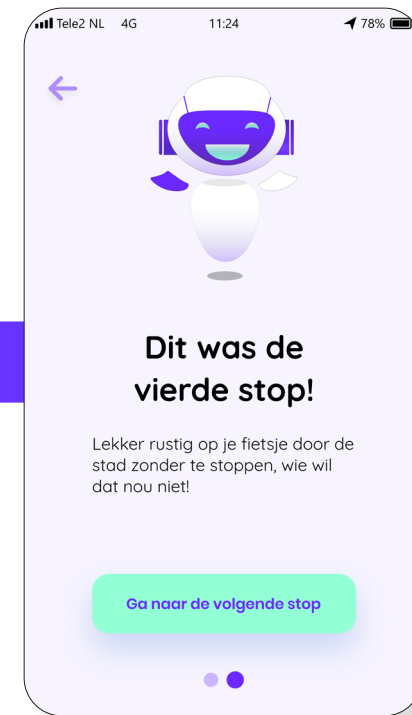 Tele2 NL 4G 11:24 78%
Dit was de
vierde stop!
Lekker rustig op je fietsje door de
stad zonder te stoppen, wie wil
dat nou niet!
Ga naar de volgende stop